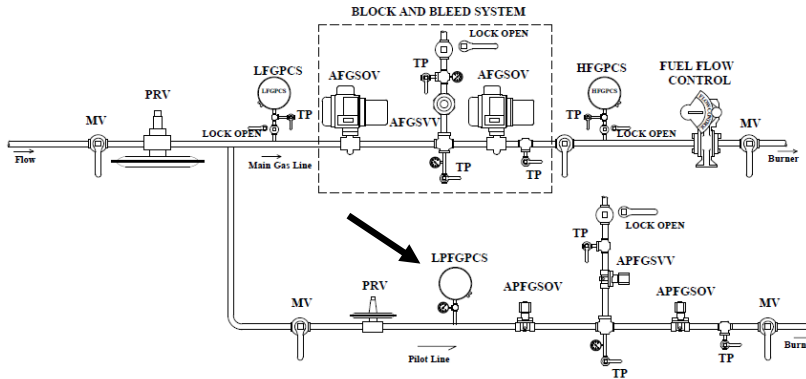 BLOCK AND BLEED SYSTEM
LOCK OPEN
LFGPCS
AFGSOV
TP
AFGSOV
HFGPCS
FUEL FLOW
CONTROL
PRV
LFGPCS
HFGPCS
MV
TP
AFGSVV
TP
MV
LOCK OPEN
LOCK OPEN
Flow
Main Gas Line
TP
TP
Burner
LOCK OPEN
TP
LPFGPCS
APFGSVV
PRV
APFGSOV
APFGSOV
MV
MV
Pilot Line
Burn
TP
TP